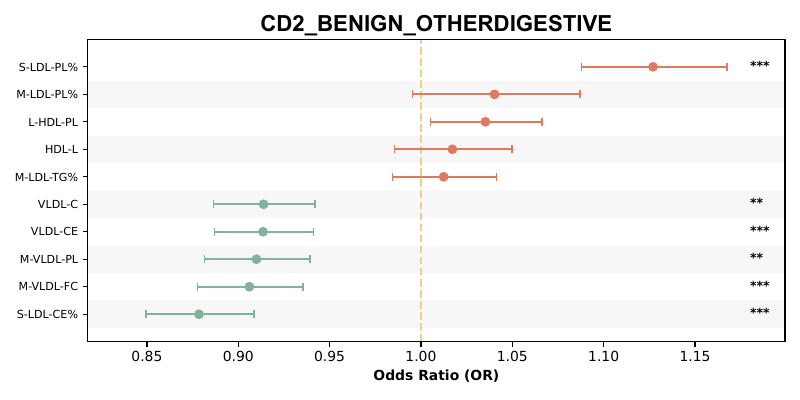 CD2_BENIGN_OTHERDIGESTIVE
S-LDL-PL% ***
M-LDL-PL%
L-HDL-PL
HDL-L
M-LDL-TG%
VLDL-C **
VLDL-CE ***
M-VLDL-PL **
M-VLDL-FC ***
S-LDL-CE% ***
0.85 0.90 0.95 1.00 1.05 1.10 1.15
Odds Ratio (OR)